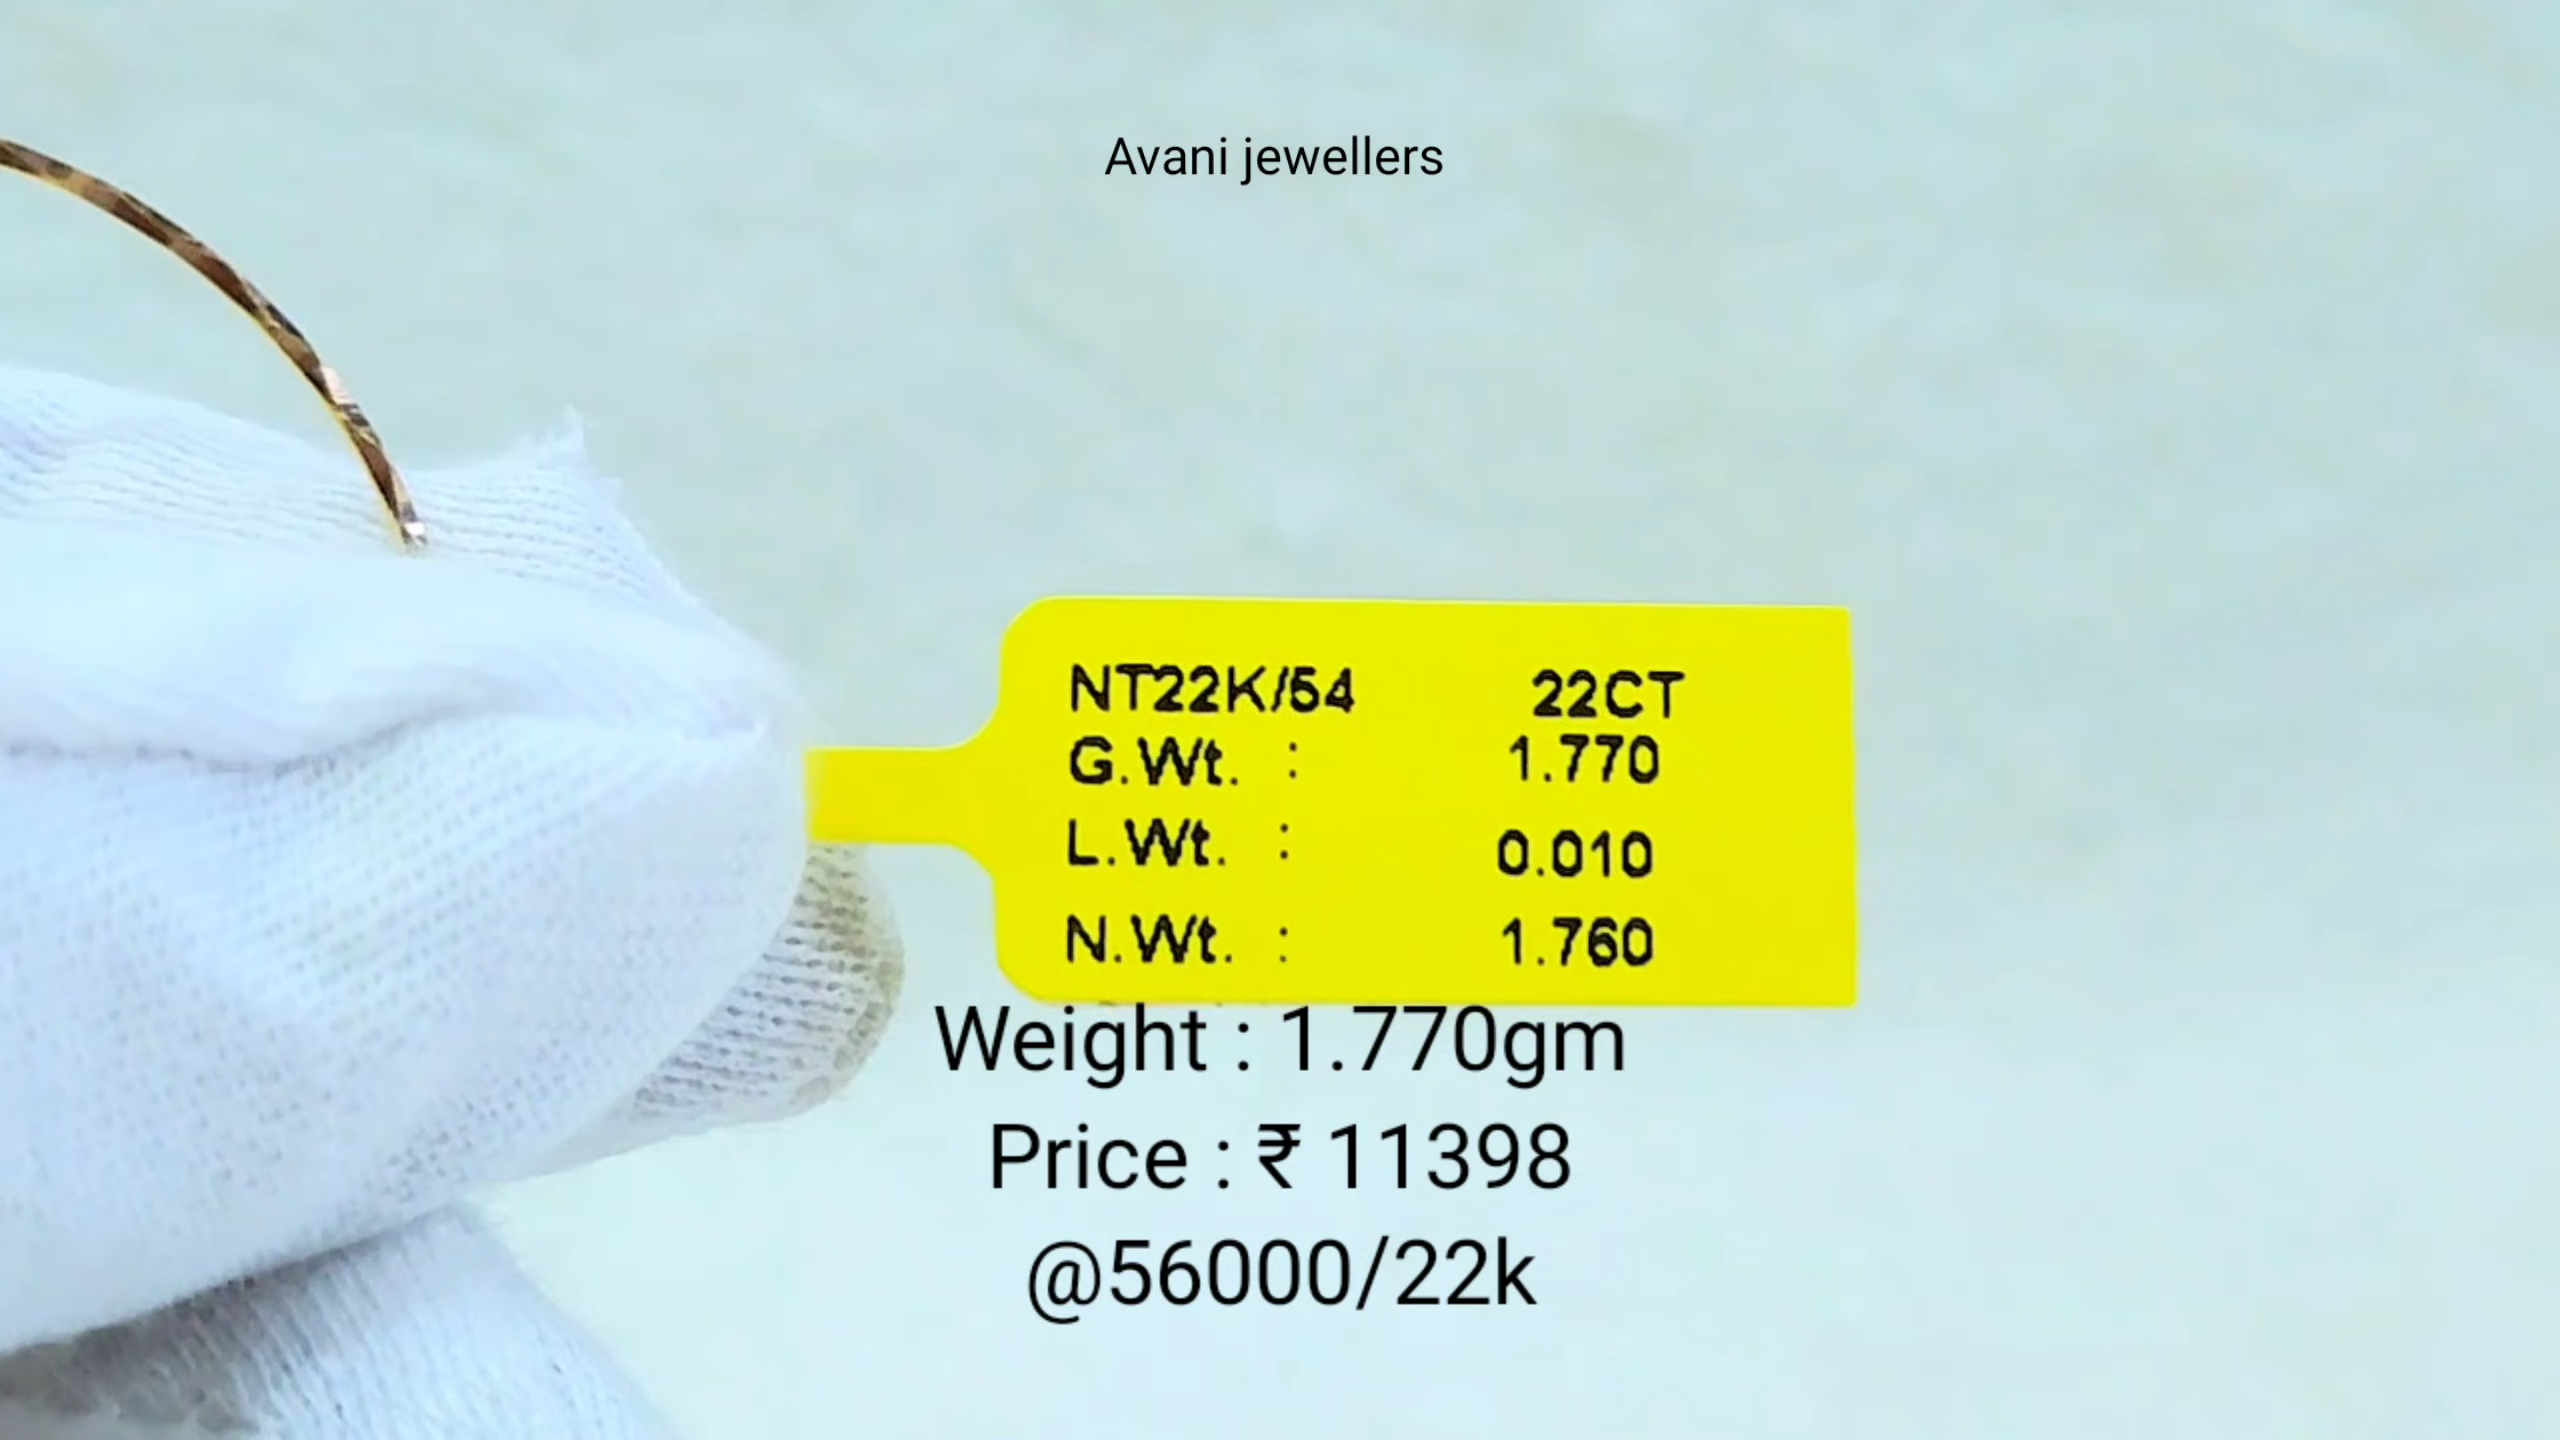 Avani jewellers
NT22K/54 22CT
G.Wt. : 1.770
L.Wt. : 0.010
N.Wt. : 1.760
Weight : 1.770gm
Price : ₹ 11398
@56000/22k